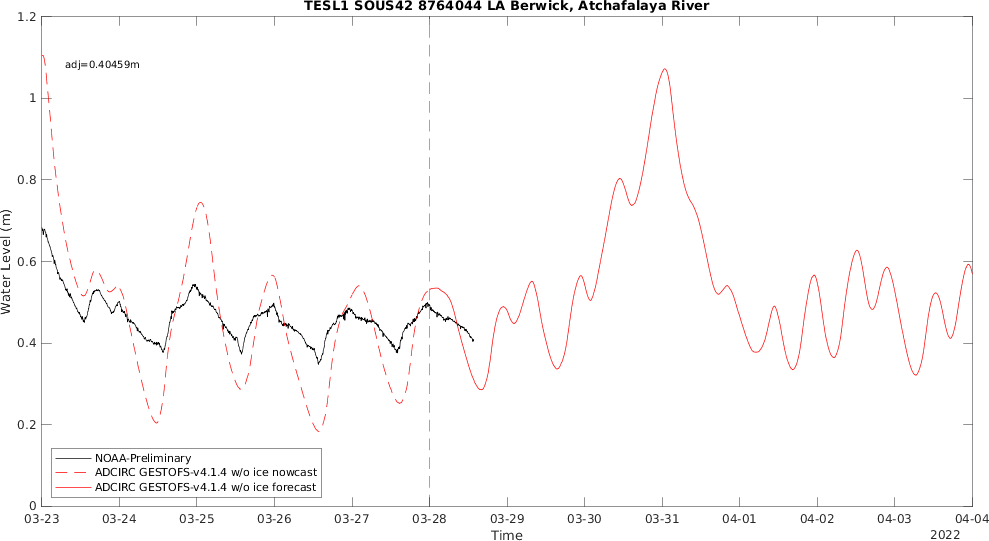 TESL1 SOUS42 8764044 LA Berwick, Atchafalaya River
1.2
adj=0.40459m
1
0.8
0.6
0.4
0.2
0
Water Level (m)
NOAA-Preliminary
ADCIRC GESTOFS-v4.1.4 w/o ice nowcast
ADCIRC GESTOFS-v4.1.4 w/o ice forecast
03-23 03-24 03-25 03-26 03-27 03-28 03-29 03-30 03-31 04-01 04-02 04-03 04-04
Time
2022